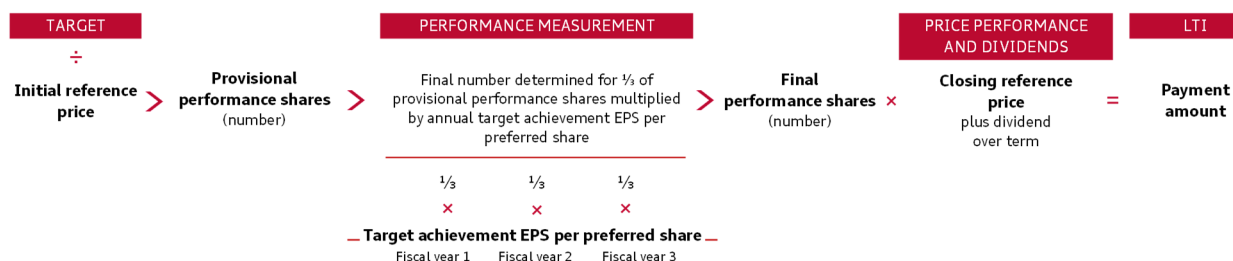 TARGET
÷
Initial reference
price
>
Provisional
performance shares
(number)
>
PERFORMANCE MEASUREMENT
Final number determined for ⅓ of
provisional performance shares multiplied
by annual target achievement EPS per
preferred share
⅓ ⅓ ⅓
× × ×
Target achievement EPS per preferred share
Fiscal year 1 Fiscal year 2 Fiscal year 3
>
Final
performance shares
(number)
×
PRICE PERFORMANCE
AND DIVIDENDS
Closing reference
price
plus dividend
over term
=
LTI
Payment
amount